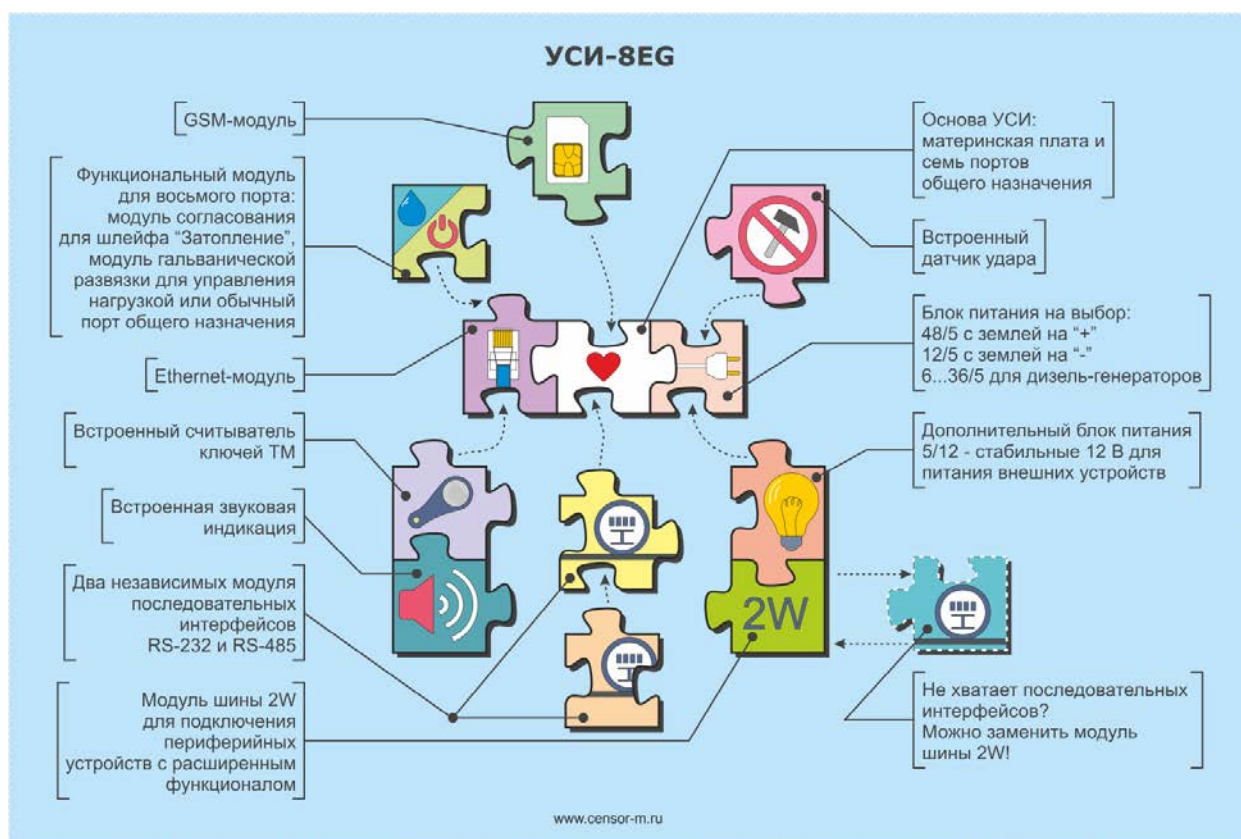 УСИ-8EG
GSM-модуль
Функциональный модуль
для восьмого порта:
модуль согласования
для шлейфа “Затопление”,
модуль гальванической
развязки для управления
нагрузкой или обычный
порт общего назначения
Ethernet-модуль
Встроенный считыватель
ключей ТМ
Встроенная звуковая
индикация
Два независимых модуля
последовательных
интерфейсов
RS-232 и RS-485
Модуль шины 2W
для подключения
периферийных
устройств с расширенным
функционалом
2W
Основа УСИ:
материнская плата и
семь портов
общего назначения
Встроенный
датчик удара
Блок питания на выбор:
48/5 с землей на “+”
12/5 с землей на “-”
6...36/5 для дизель-генераторов
Дополнительный блок питания
5/12 - стабильные 12 В для
питания внешних устройств
Не хватает последовательных
интерфейсов?
Можно заменить модуль
шины 2W!
www.censor-m.ru